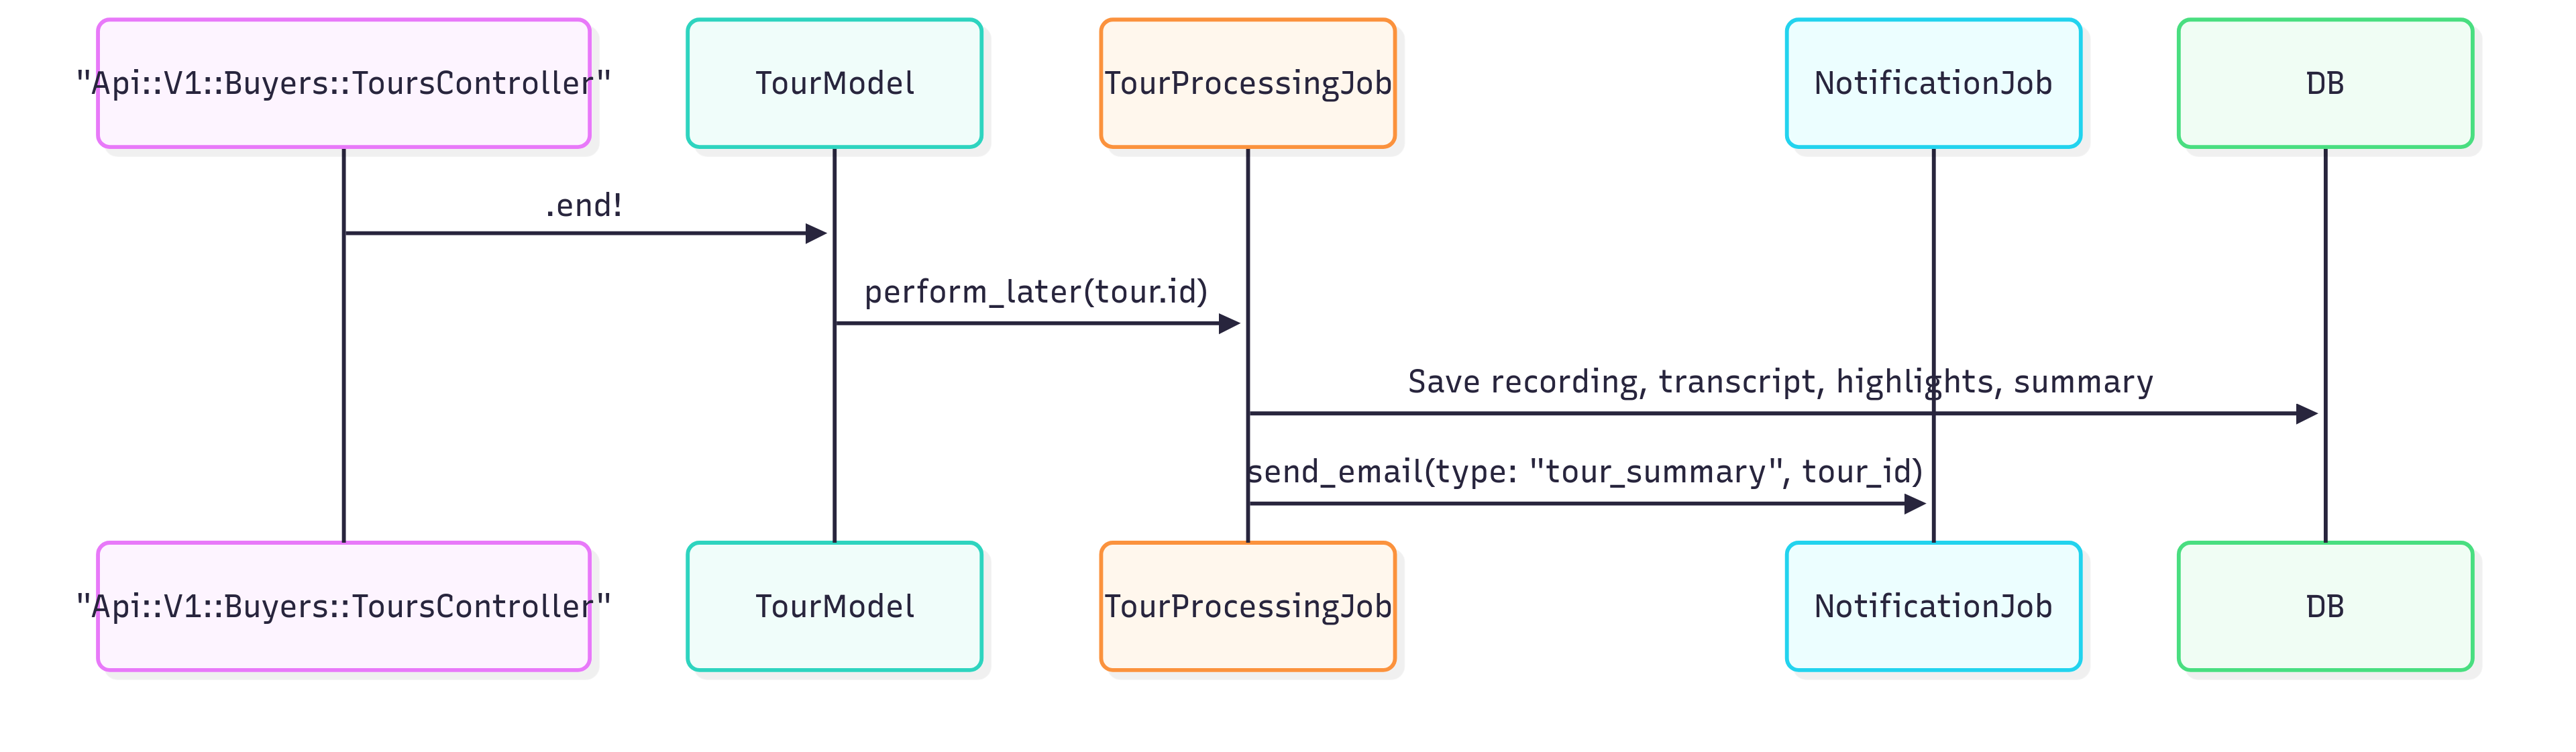 "Api::V1::Buyers::ToursController"
TourModel
TourProcessingJob
NotificationJob
DB
.end!
perform_later(tour.id)
Save recording, transcript, highlights, summary
send_email(type: "tour_summary", tour_id)
"Api::V1::Buyers::ToursController"
TourModel
TourProcessingJob
NotificationJob
DB